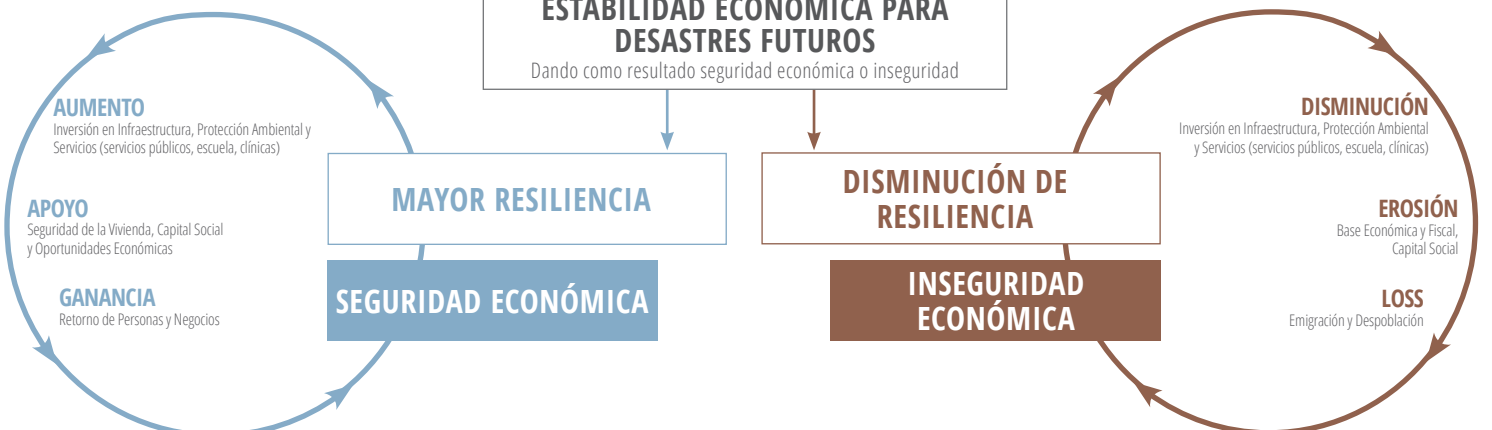 ESTABILIDAD ECONÓMICA PARA
DESASTRES FUTUROS
Dando como resultado seguridad económica o inseguridad
AUMENTO
Inversión en Infraestructura, Protección Ambiental y
Servicios (servicios públicos, escuela, clínicas)
APOYO
Seguridad de la Vivienda, Capital Social
y Oportunidades Económicas
GANANCIA
Retorno de Personas y Negocios
MAYOR RESILIENCIA
SEGURIDAD ECONÓMICA
DISMINUCIÓN DE
RESILIENCIA
INSEGURIDAD
ECONÓMICA
DISMINUCIÓN
Inversión en Infraestructura, Protección Ambiental
y Servicios (servicios públicos, escuela, clínicas)
EROSIÓN
Base Económica y Fiscal,
Capital Social
LOSS
Emigración y Despoblación